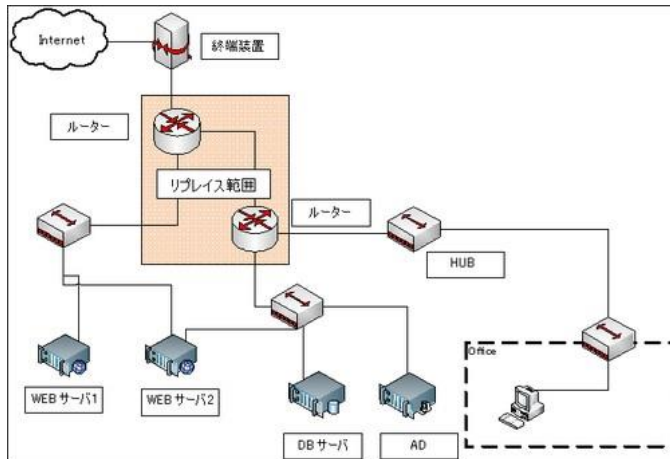 Internet
終端装置
ルーター
リプレイス範囲
ルーター
HUB
WEBサーバ1
WEBサーバ2
DBサーバ
AD
Office